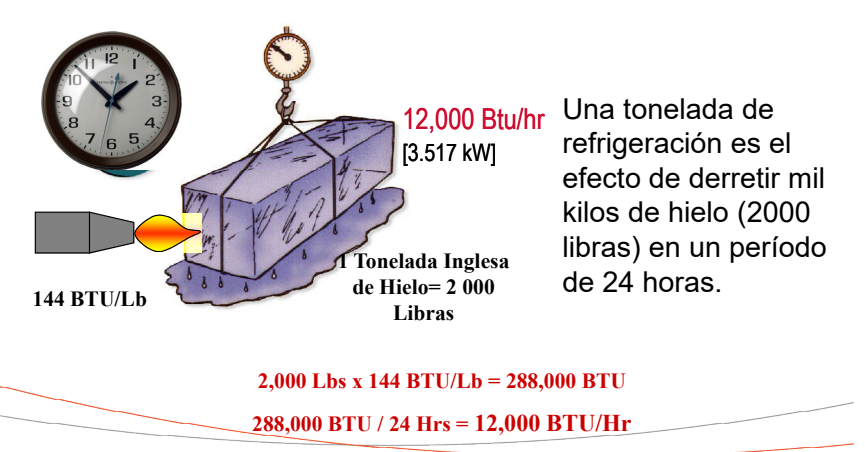 12,000 Btu/hr
[3.517 kW]
Una tonelada de
refrigeración es el
efecto de derretir mil
kilos de hielo (2000
libras) en un período
de 24 horas.
11 12 1
10 2
9 3
8 4
7 6 5
144 BTU/Lb
1 Tonelada Inglesa
de Hielo= 2 000
Libras
2,000 Lbs x 144 BTU/Lb = 288,000 BTU
288,000 BTU / 24 Hrs = 12,000 BTU/Hr